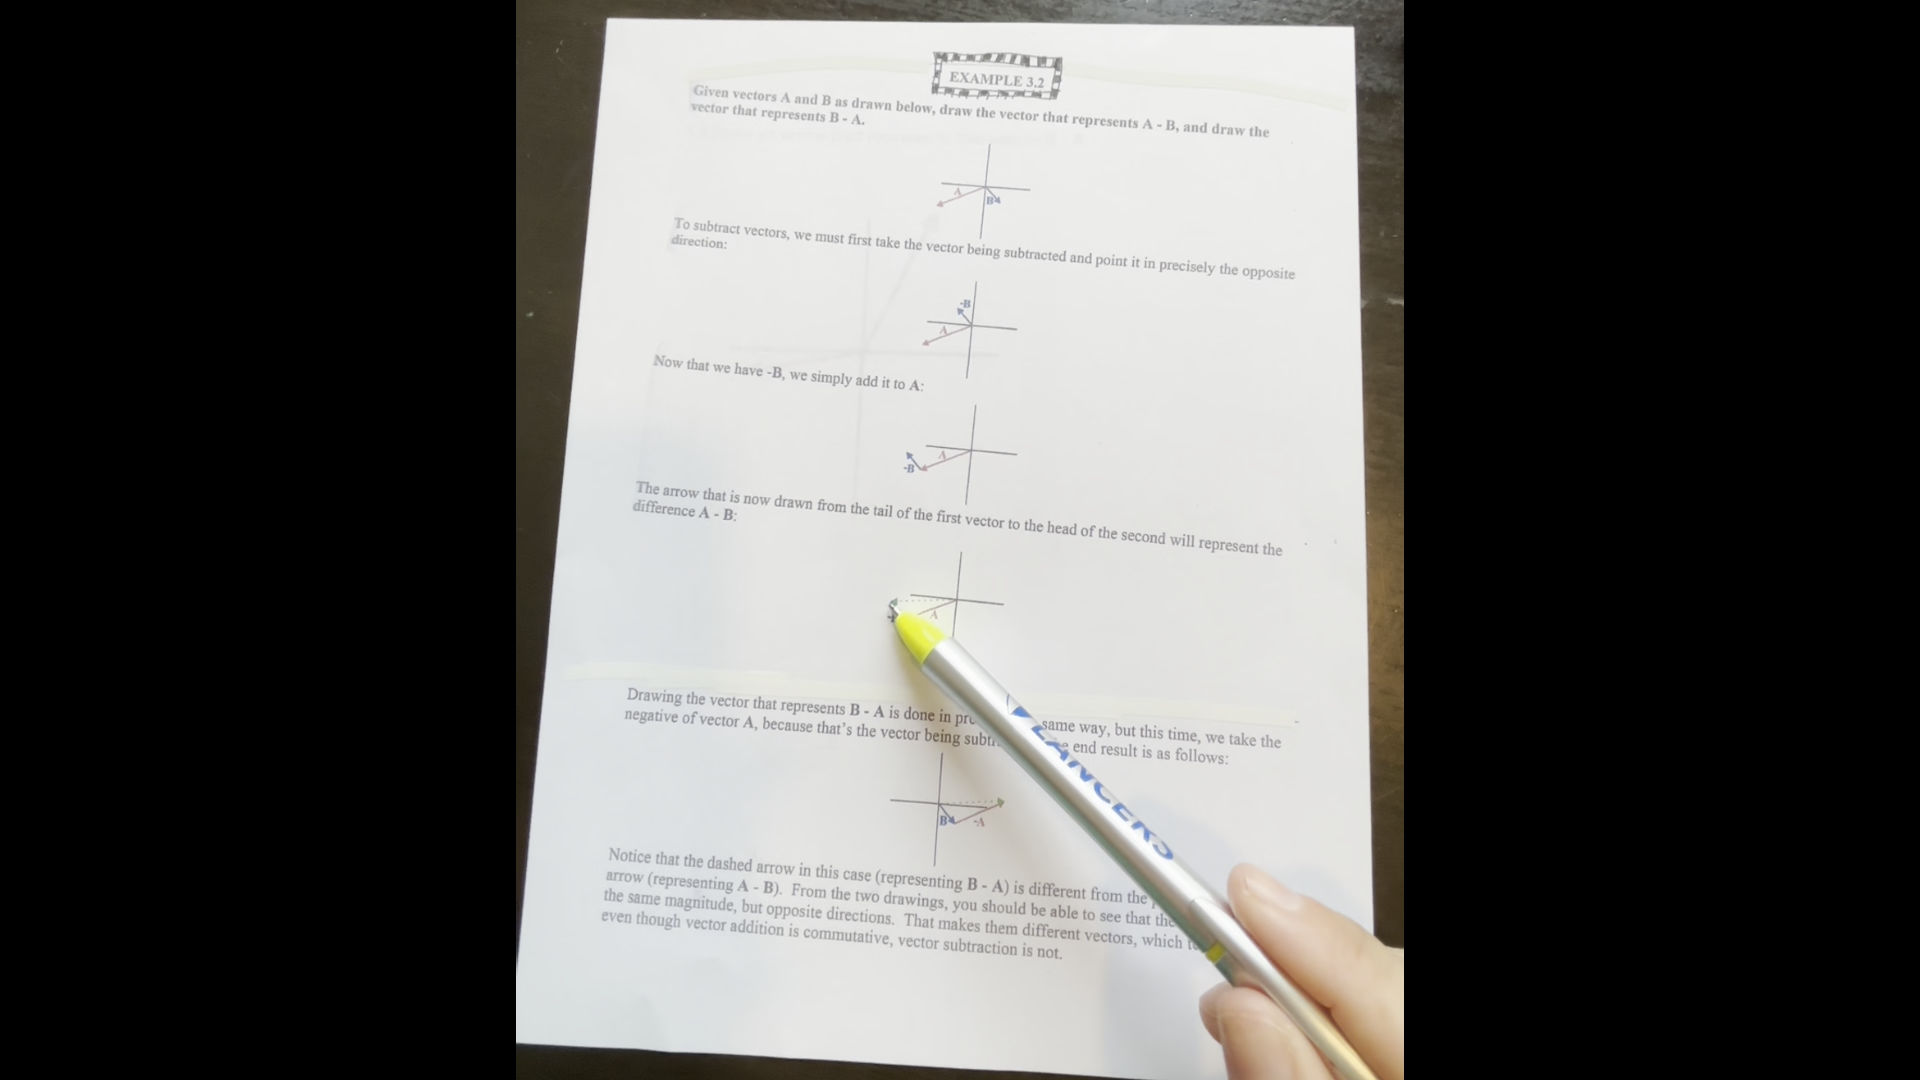 EXAMPLE 3.2
Given vectors A and B as drawn below, draw the vector that represents A - B, and draw the
vector that represents B - A.
A
B
To subtract vectors, we must first take the vector being subtracted and point it in precisely the opposite
direction:
-B
A
Now that we have -B, we simply add it to A:
A
-B
The arrow that is now drawn from the tail of the first vector to the head of the second will represent the
difference A - B:
A
Drawing the vector that represents B - A is done in same way, but this time, we take the
negative of vector A, because that's the vector being end result is as follows:
B
-A
Notice that the dashed arrow in this case (representing B - A) is different from the
arrow (representing A - B). From the two drawings, you should be able to see that
the same magnitude, but opposite directions. That makes them different vectors, which
even though vector addition is commutative, vector subtraction is not.
LANCERS